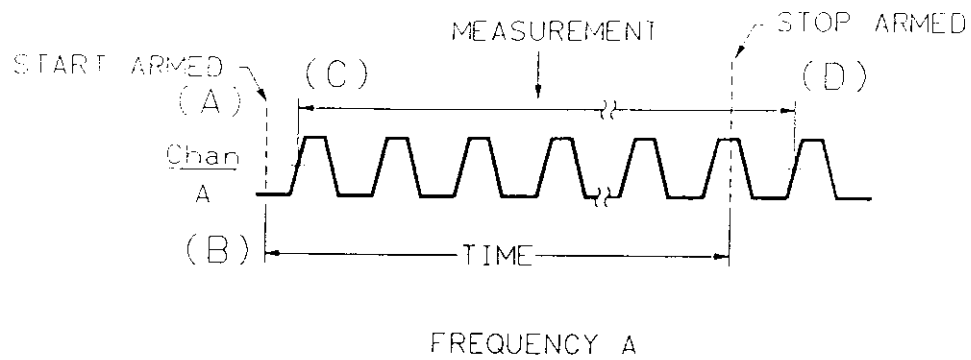 STOP ARMED
MEASUREMENT
START ARMED
(C)
(D)
(A)
Chan
A
(B)
TIME
FREQUENCY A